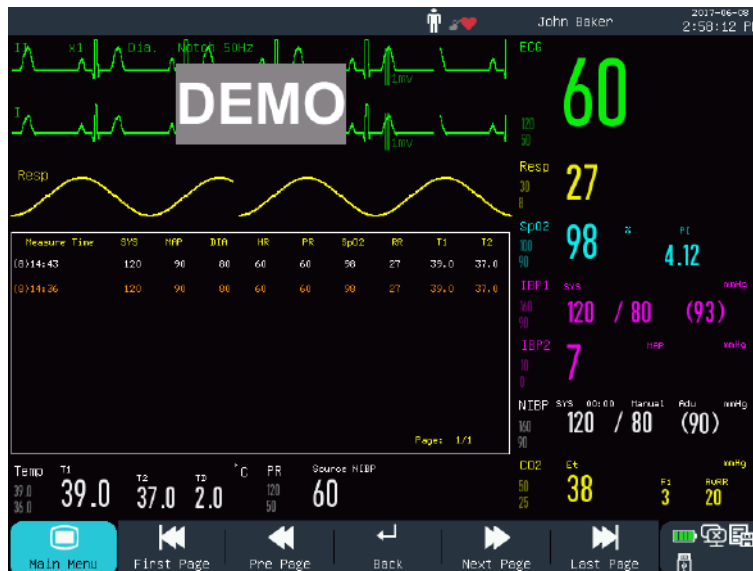 John Baker
2017-06-08
2:58:12 P
II x1 Dia. Notch 50Hz
1mV
DEMO
I
1mV
Resp
Measure Time SYS MAP DIA HR PR SpO2 RR T1 T2
(8)14:43 120 90 80 60 60 98 27 39.0 37.0
(8)14:36 120 90 80 60 60 98 27 39.0 37.0
Page: 1/1
ECG
60
120
50
Resp
27
30
8
SpO2 % PI
98 4.12
100
90
IBP1 SYS mmHg
120 / 80 (93)
160
90
IBP2 MAP mmHg
7
10
0
NIBP SYS 00:00 Manual Adu mmHg
120 / 80 (90)
160
90
Temp T1 T2 TD °C
39.0 37.0 2.0
39.0
36.0
PR Source NIBP
60
120
50
CO2 Et Fi AwRR mmHg
38 3 20
50
25
Main Menu First Page Pre Page Back Next Page Last Page